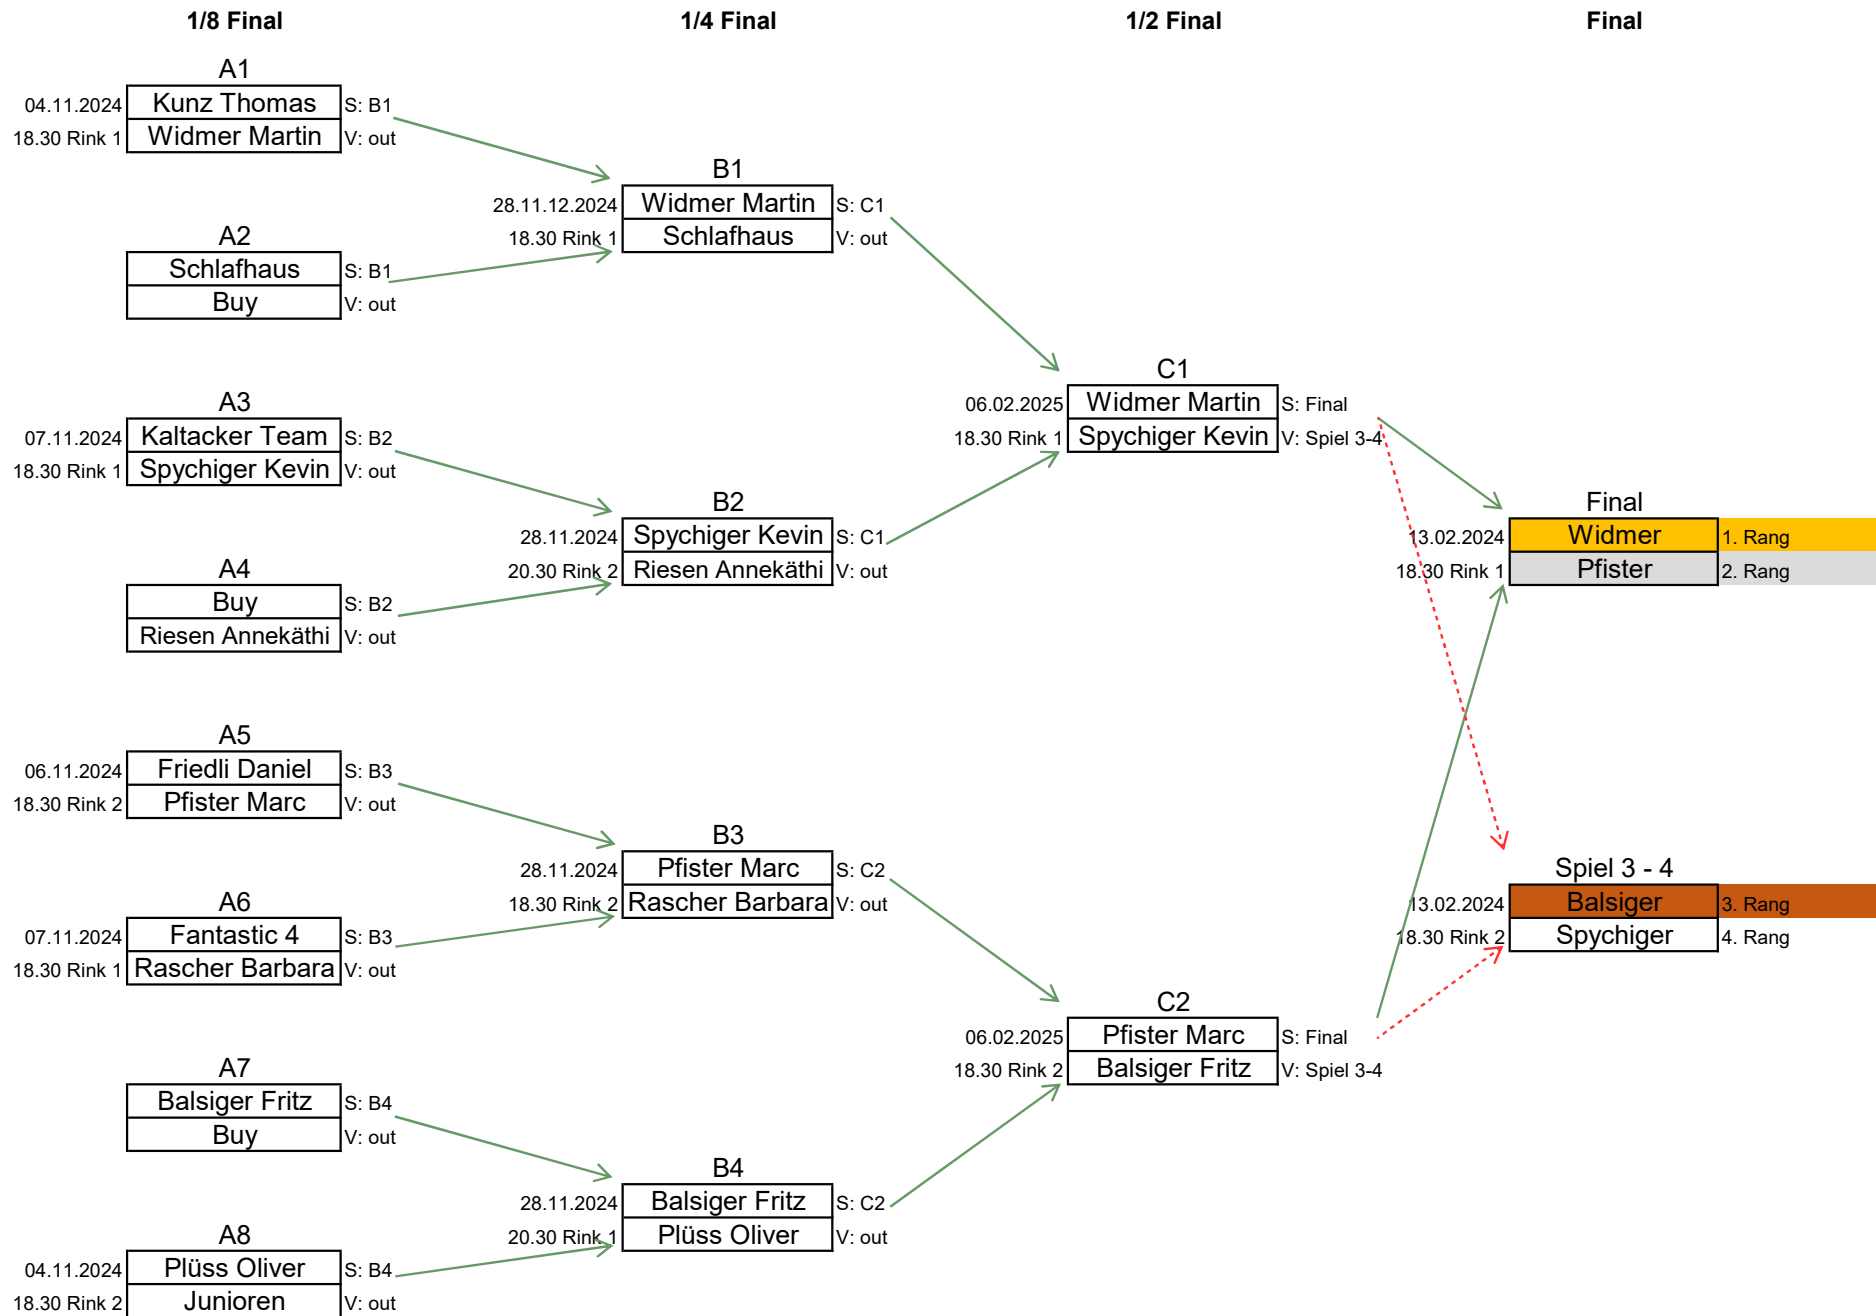 1/8 Final
1/4 Final
1/2 Final
Final
A1
04.11.2024 Kunz Thomas S: B1
18.30 Rink 1 Widmer Martin V: out
B1
28.11.12.2024 Widmer Martin S: C1
18.30 Rink 1 Schlafhaus V: out
A2
Schlafhaus S: B1
Buy V: out
C1
06.02.2025 Widmer Martin S: Final
18.30 Rink 1 Spychiger Kevin V: Spiel 3-4
A3
07.11.2024 Kaltacker Team S: B2
18.30 Rink 1 Spychiger Kevin V: out
B2
28.11.2024 Spychiger Kevin S: C1
20.30 Rink 2 Riesen Annekäthi V: out
Final
13.02.2024 Widmer 1. Rang
18.30 Rink 1 Pfister 2. Rang
A4
Buy S: B2
Riesen Annekäthi V: out
A5
06.11.2024 Friedli Daniel S: B3
18.30 Rink 2 Pfister Marc V: out
B3
28.11.2024 Pfister Marc S: C2
18.30 Rink 2 Rascher Barbara V: out
Spiel 3 - 4
13.02.2024 Balsiger 3. Rang
18.30 Rink 2 Spychiger 4. Rang
A6
07.11.2024 Fantastic 4 S: B3
18.30 Rink 1 Rascher Barbara V: out
C2
06.02.2025 Pfister Marc S: Final
18.30 Rink 2 Balsiger Fritz V: Spiel 3-4
A7
Balsiger Fritz S: B4
Buy V: out
B4
28.11.2024 Balsiger Fritz S: C2
20.30 Rink 1 Plüss Oliver V: out
A8
04.11.2024 Plüss Oliver S: B4
18.30 Rink 2 Junioren V: out